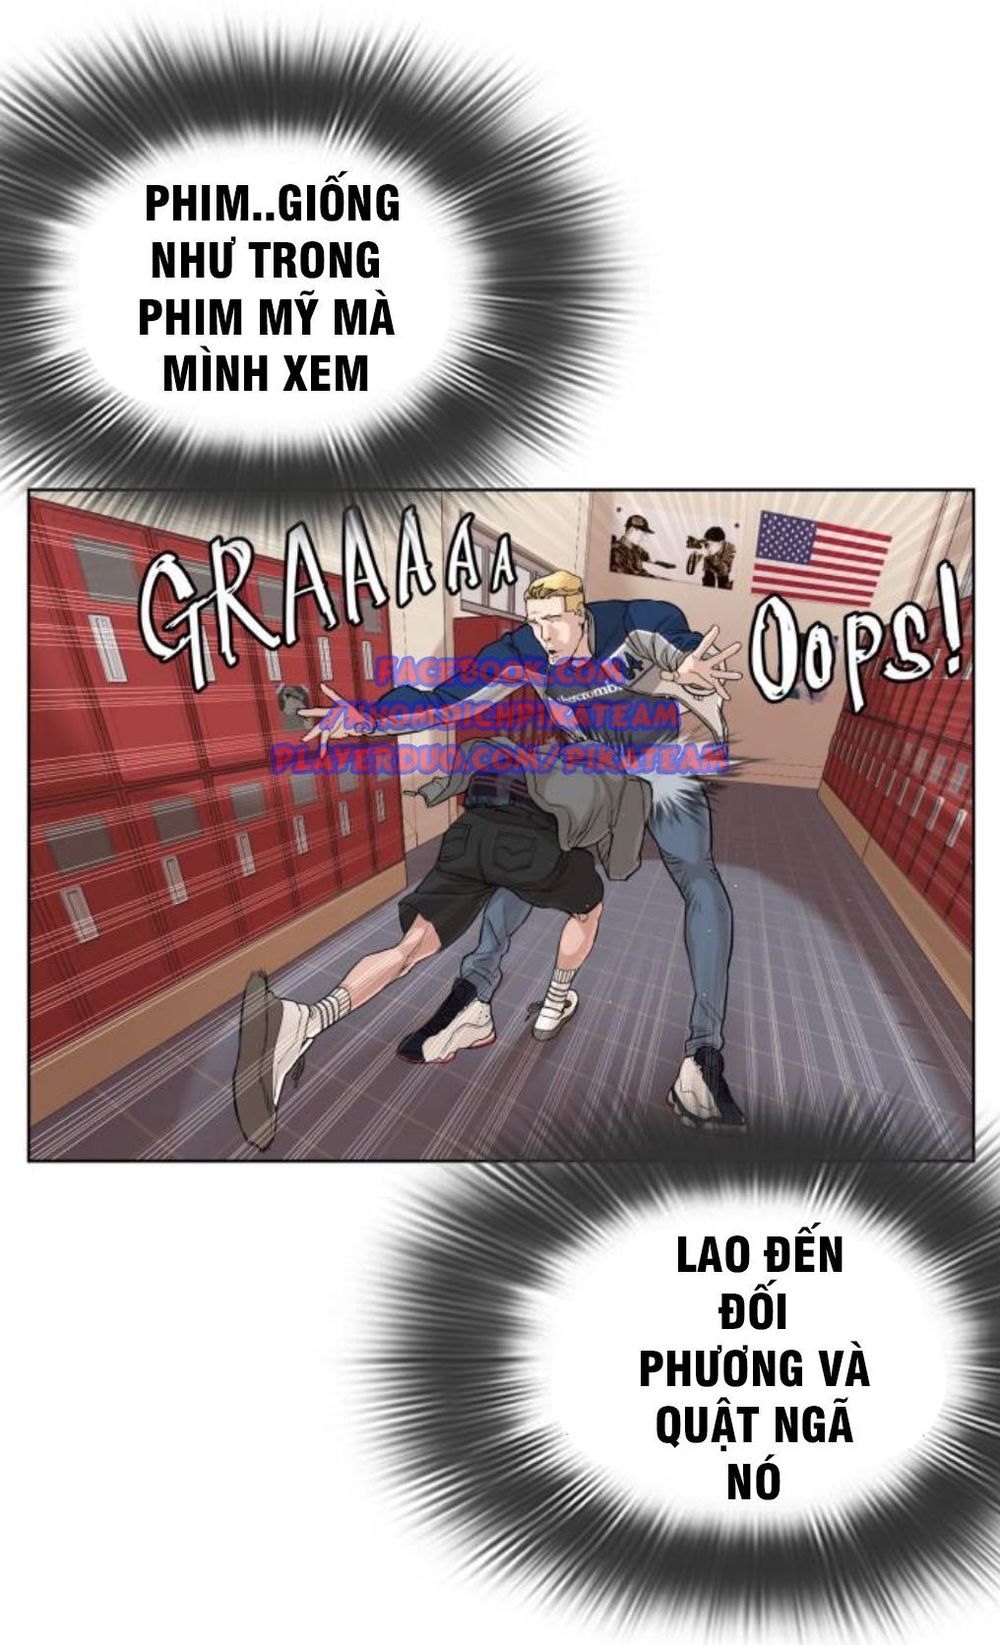 PHIM..GIỐNG
NHƯ TRONG
PHIM MỸ MÀ
MÌNH XEM
GRAAAAAA
OOPS!
FACEBOOK.COM
/NHOMDICHPIKATEAM
PLAYERDUO.COM/PIKATEAM
LAO ĐẾN
ĐỐI
PHƯƠNG VÀ
QUẬT NGÃ
NÓ